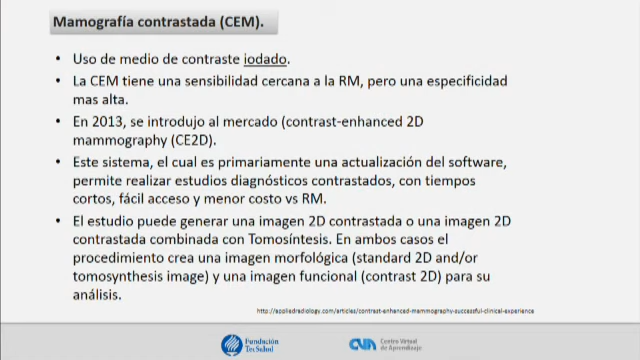 Mamografía contrastada (CEM).
• Uso de medio de contraste iodado.
• La CEM tiene una sensibilidad cercana a la RM, pero una especificidad
mas alta.
• En 2013, se introdujo al mercado (contrast-enhanced 2D
mammography (CE2D).
• Este sistema, el cual es primariamente una actualización del software,
permite realizar estudios diagnósticos contrastados, con tiempos
cortos, fácil acceso y menor costo vs RM.
• El estudio puede generar una imagen 2D contrastada o una imagen 2D
contrastada combinada con Tomosíntesis. En ambos casos el
procedimiento crea una imagen morfológica (standard 2D and/or
tomosynthesis image) y una imagen funcional (contrast 2D) para su
análisis.
http://appliedradiology.com/articles/contrast-enhanced-mammography-successful-clinical-experience
Fundación
TecSalud
CVA
Centro Virtual
de Aprendizaje